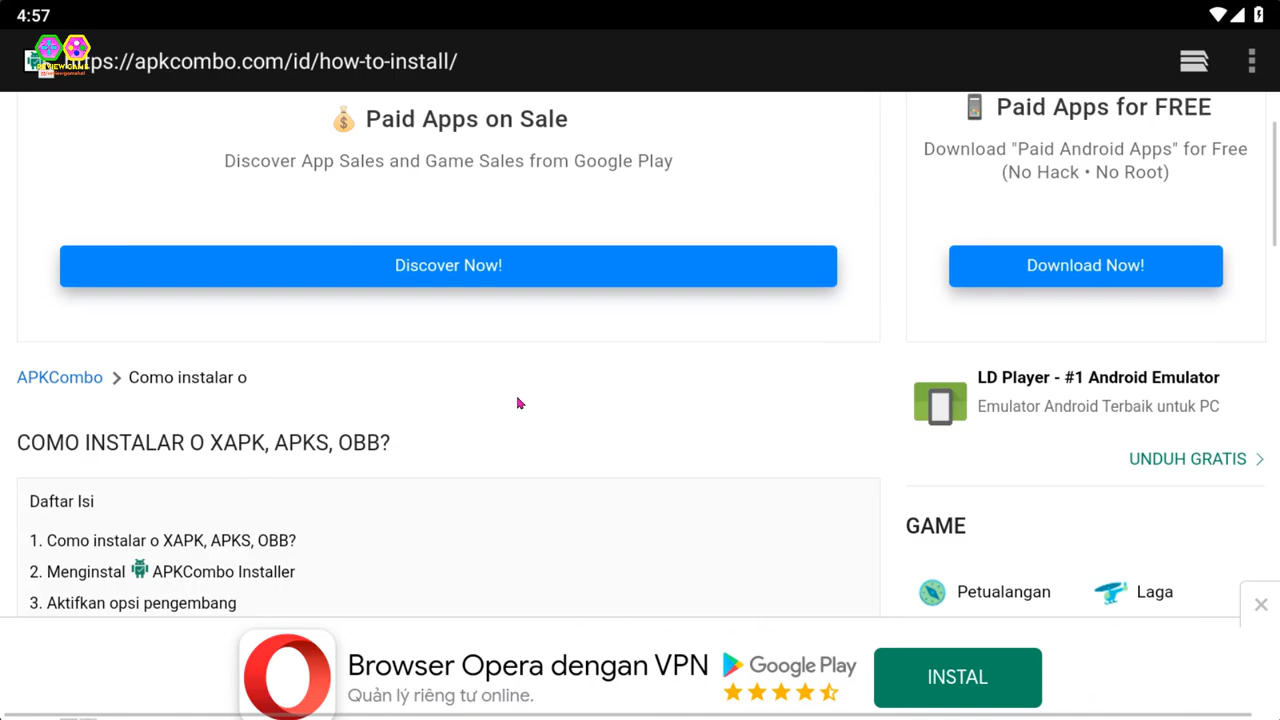 4:57
https://apkcombo.com/id/how-to-install/
Paid Apps on Sale
Discover App Sales and Game Sales from Google Play
Discover Now!
Paid Apps for FREE
Download "Paid Android Apps" for Free
(No Hack • No Root)
Download Now!
APKCombo > Como instalar o
COMO INSTALAR O XAPK, APKS, OBB?
Daftar Isi
1. Como instalar o XAPK, APKS, OBB?
2. Menginstal APKCombo Installer
3. Aktifkan opsi pengembang
LD Player - #1 Android Emulator
Emulator Android Terbaik untuk PC
UNDUH GRATIS >
GAME
Petualangan
Laga
Browser Opera dengan VPN
Quản lý riêng tư online.
Google Play
INSTAL